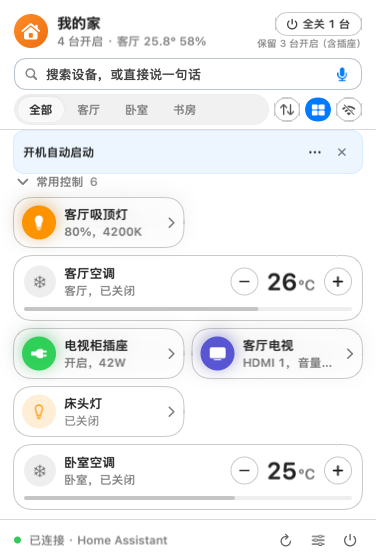 我的家
4 台开启 · 客厅 25.8° 58%
全关 1 台
保留 3 台开启 (含插座)
搜索设备，或直接说一句话
全部 客厅 卧室 书房
开机自动启动
常用控制 6
客厅吸顶灯
80%，4200K
客厅空调
客厅，已关闭
26°C
电视柜插座
开启，42W
客厅电视
HDMI 1，音量...
床头灯
已关闭
卧室空调
卧室，已关闭
25°C
已连接 · Home Assistant